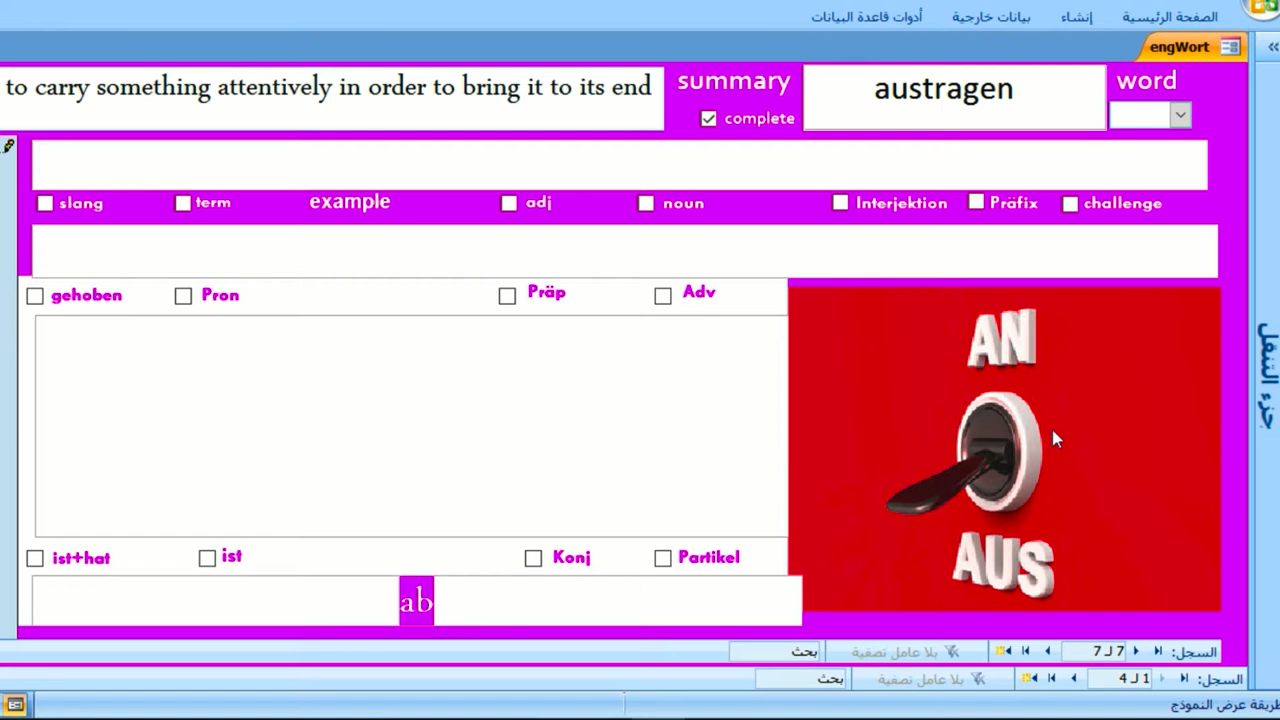 الصفحة الرئيسية إنشاء بيانات خارجية أدوات قاعدة البيانات
engWort
to carry something attentively in order to bring it to its end summary austragen word
complete
slang term example adj noun Interjektion Präfix challenge
gehoben Pron Präp Adv
AN
AUS
ist+hat ist Konj Partikel
ab
السجل: 7 لـ 7 بلا عامل تصفية بحث
السجل: 1 لـ 4 بلا عامل تصفية بحث
طريقة عرض النموذج
جزء التنقل